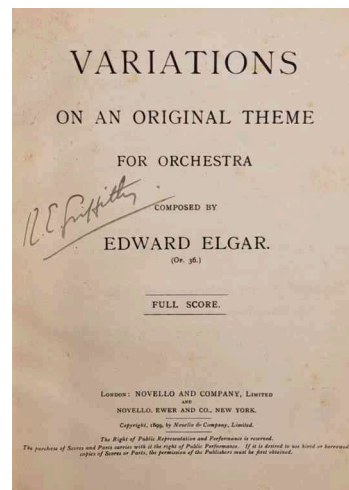 VARIATIONS
ON AN ORIGINAL THEME
FOR ORCHESTRA
R. E. Griffiths.
COMPOSED BY
EDWARD ELGAR.
(Op. 36.)
FULL SCORE.
London: NOVELLO AND COMPANY, Limited
AND
NOVELLO, EWER AND CO., NEW YORK.
Copyright, 1899, by Novello & Company, Limited.
The Right of Public Representation and Performance is reserved.
The purchase of Scores and Parts carries with it the right of Public Performance. If it is desired to use hired or borrowed
copies of Scores or Parts, the permission of the Publishers must be first obtained.